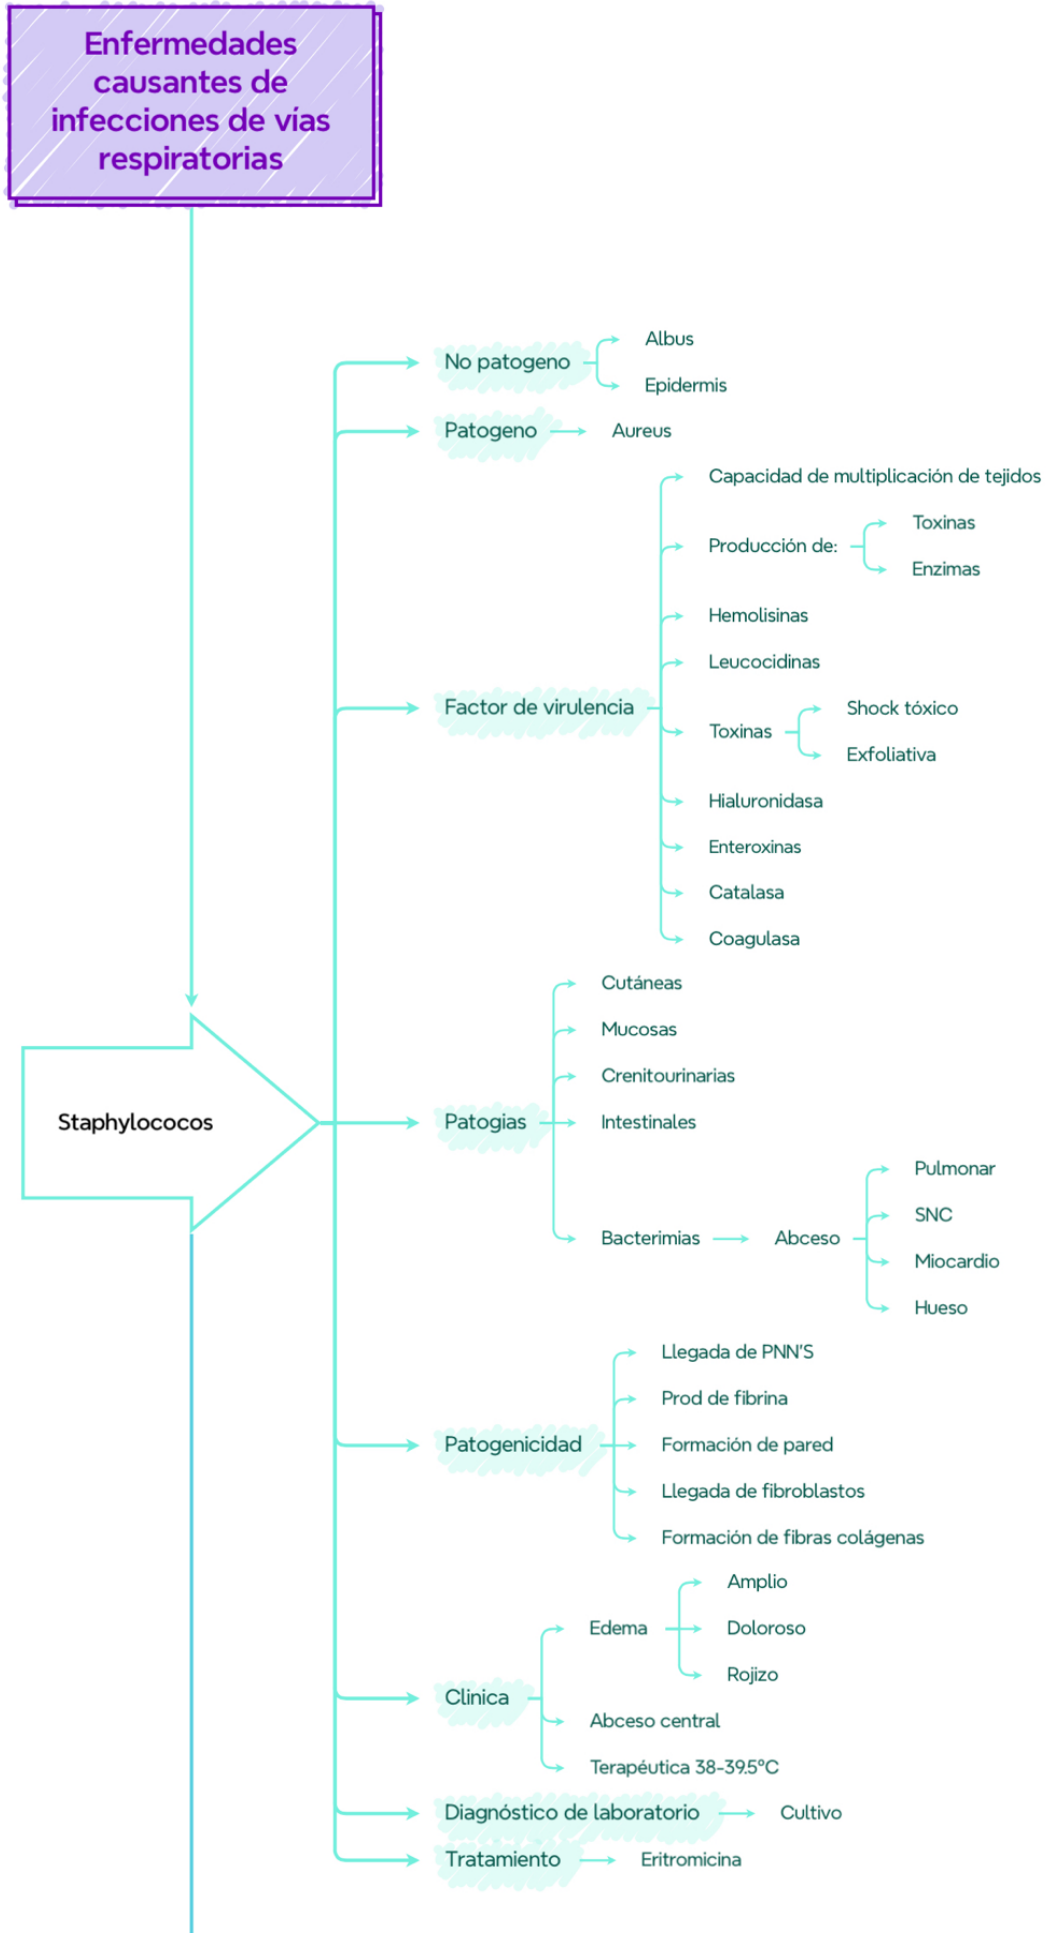 Enfermedades
causantes de
infecciones de vías
respiratorias
No patogeno
Albus
Epidermis
Patogeno
Aureus
Factor de virulencia
Capacidad de multiplicación de tejidos
Producción de:
Toxinas
Enzimas
Hemolisinas
Leucocidinas
Toxinas
Shock tóxico
Exfoliativa
Hialuronidasa
Enteroxinas
Catalasa
Coagulasa
Staphylococos
Patogias
Cutáneas
Mucosas
Crenitourinarias
Intestinales
Bacterimias
Abceso
Pulmonar
SNC
Miocardio
Hueso
Patogenicidad
Llegada de PNN'S
Prod de fibrina
Formación de pared
Llegada de fibroblastos
Formación de fibras colágenas
Clinica
Edema
Amplio
Doloroso
Rojizo
Abceso central
Terapéutica 38-39.5°C
Diagnóstico de laboratorio
Cultivo
Tratamiento
Eritromicina